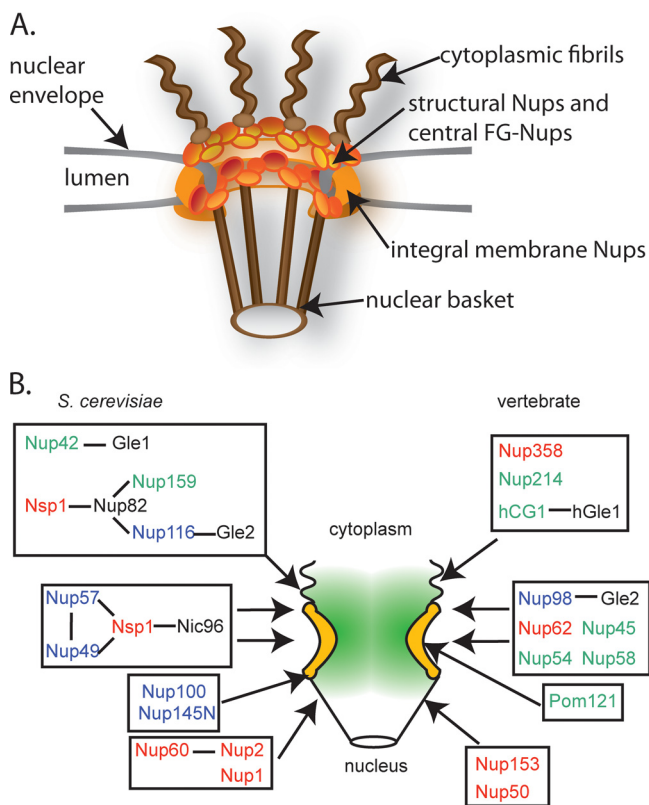 A.
nuclear
envelope
cytoplasmic fibrils
structural Nups and
central FG-Nups
lumen
integral membrane Nups
nuclear basket
B.
S. cerevisiae
vertebrate
Nup42 Gle1
Nup159
Nsp1 Nup82
Nup116 Gle2
Nup358
Nup214
hCG1 hGle1
cytoplasm
Nup57
Nsp1 Nic96
Nup49
Nup98 Gle2
Nup62 Nup45
Nup54 Nup58
Nup100
Nup145N
Pom121
Nup60 Nup2
Nup1
nucleus
Nup153
Nup50